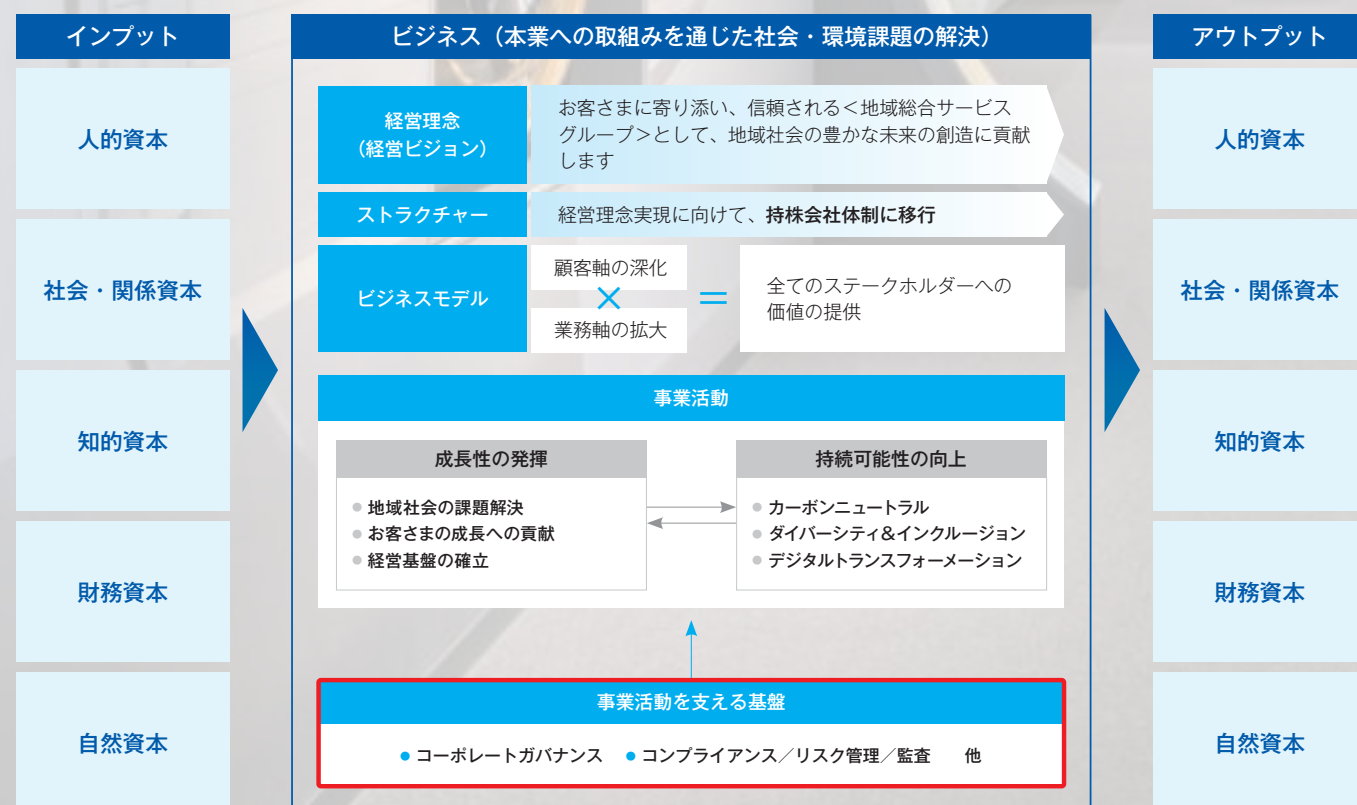 インプット
人的資本
社会・関係資本
知的資本
財務資本
自然資本
ビジネス（本業への取組みを通じた社会・環境課題の解決）
経営理念
（経営ビジョン）
お客さまに寄り添い、信頼される＜地域総合サービス
グループ＞として、地域社会の豊かな未来の創造に貢献
します
ストラクチャー
経営理念実現に向けて、持株会社体制に移行
ビジネスモデル
顧客軸の深化
×
業務軸の拡大
＝
全てのステークホルダーへの
価値の提供
事業活動
成長性の発揮
● 地域社会の課題解決
● お客さまの成長への貢献
● 経営基盤の確立
持続可能性の向上
● カーボンニュートラル
● ダイバーシティ＆インクルージョン
● デジタルトランスフォーメーション
事業活動を支える基盤
● コーポレートガバナンス　● コンプライアンス／リスク管理／監査　他
アウトプット
人的資本
社会・関係資本
知的資本
財務資本
自然資本